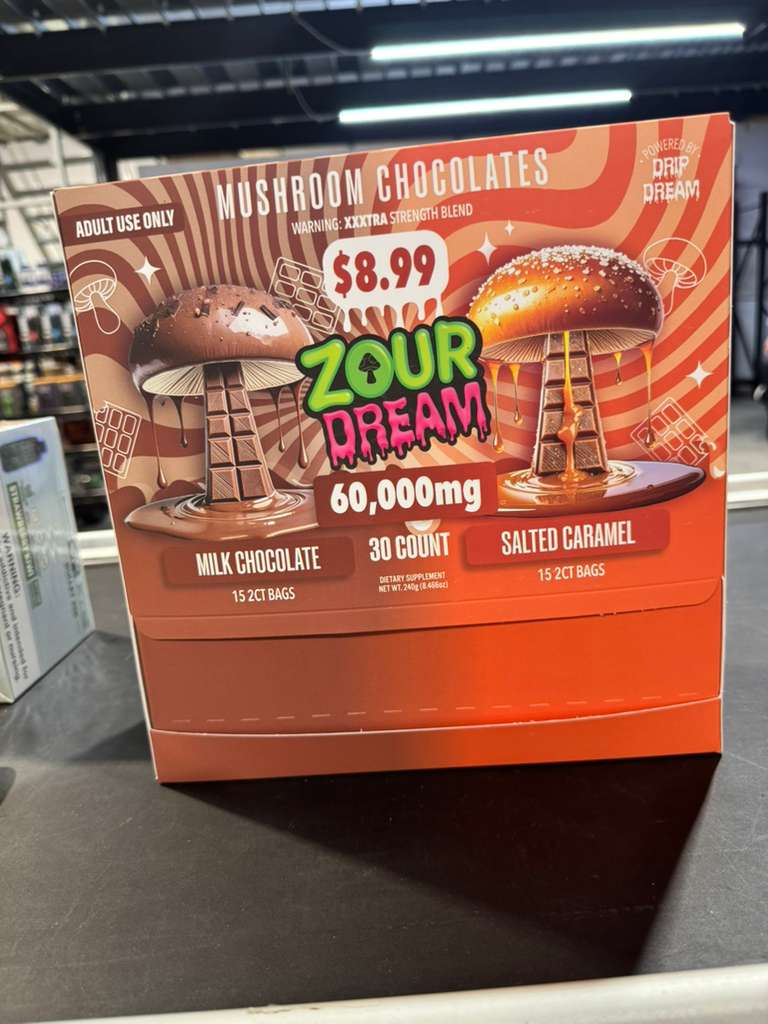 MUSHROOM CHOCOLATES
POWERED BY
DRIP
DREAM
ADULT USE ONLY
WARNING: XXXTRA STRENGTH BLEND
$8.99
ZOUR
DREAM
60,000mg
MILK CHOCOLATE
15 2CT BAGS
30 COUNT
DIETARY SUPPLEMENT
NET WT. 240g (8.466oz)
SALTED CARAMEL
15 2CT BAGS
WARNING: